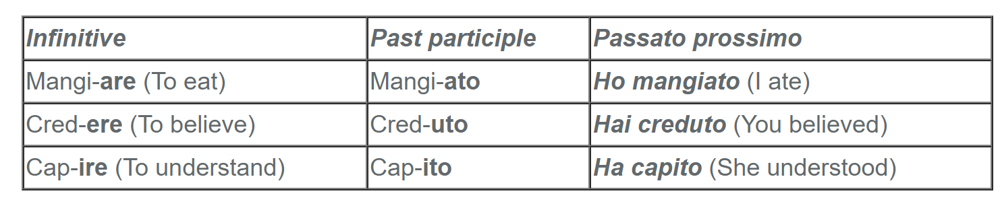 Infinitive Past participle Passato prossimo
Mangi-are (To eat) Mangi-ato Ho mangiato (I ate)
Cred-ere (To believe) Cred-uto Hai creduto (You believed)
Cap-ire (To understand) Cap-ito Ha capito (She understood)